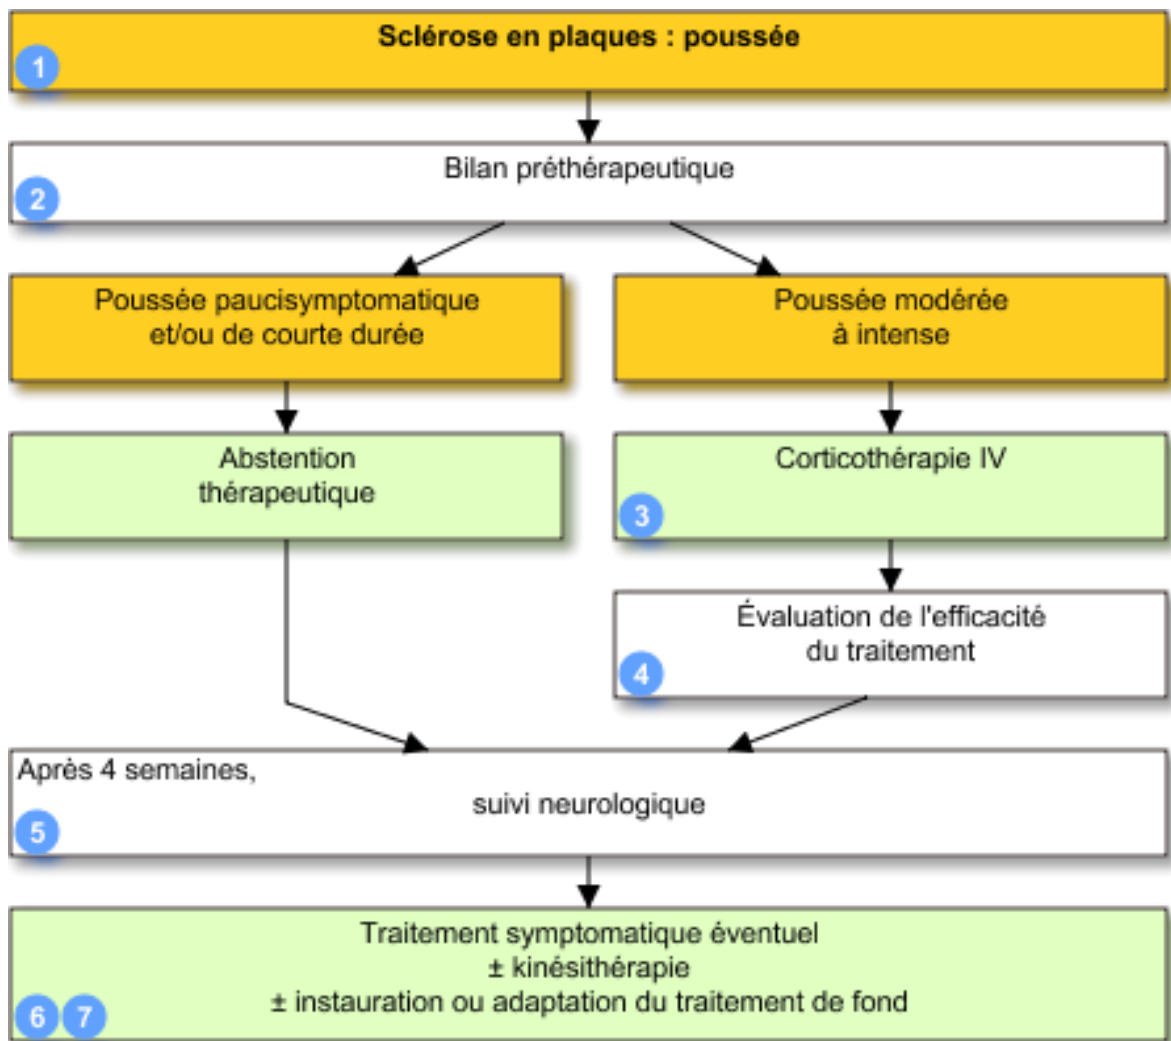 Sclérose en plaques : poussée
1
Bilan préthérapeutique
2
Poussée paucisymptomatique
et/ou de courte durée
Poussée modérée
à intense
Abstention
thérapeutique
Corticothérapie IV
3
Évaluation de l'efficacité
du traitement
4
Après 4 semaines,
suivi neurologique
5
Traitement symptomatique éventuel
± kinésithérapie
± instauration ou adaptation du traitement de fond
6 7